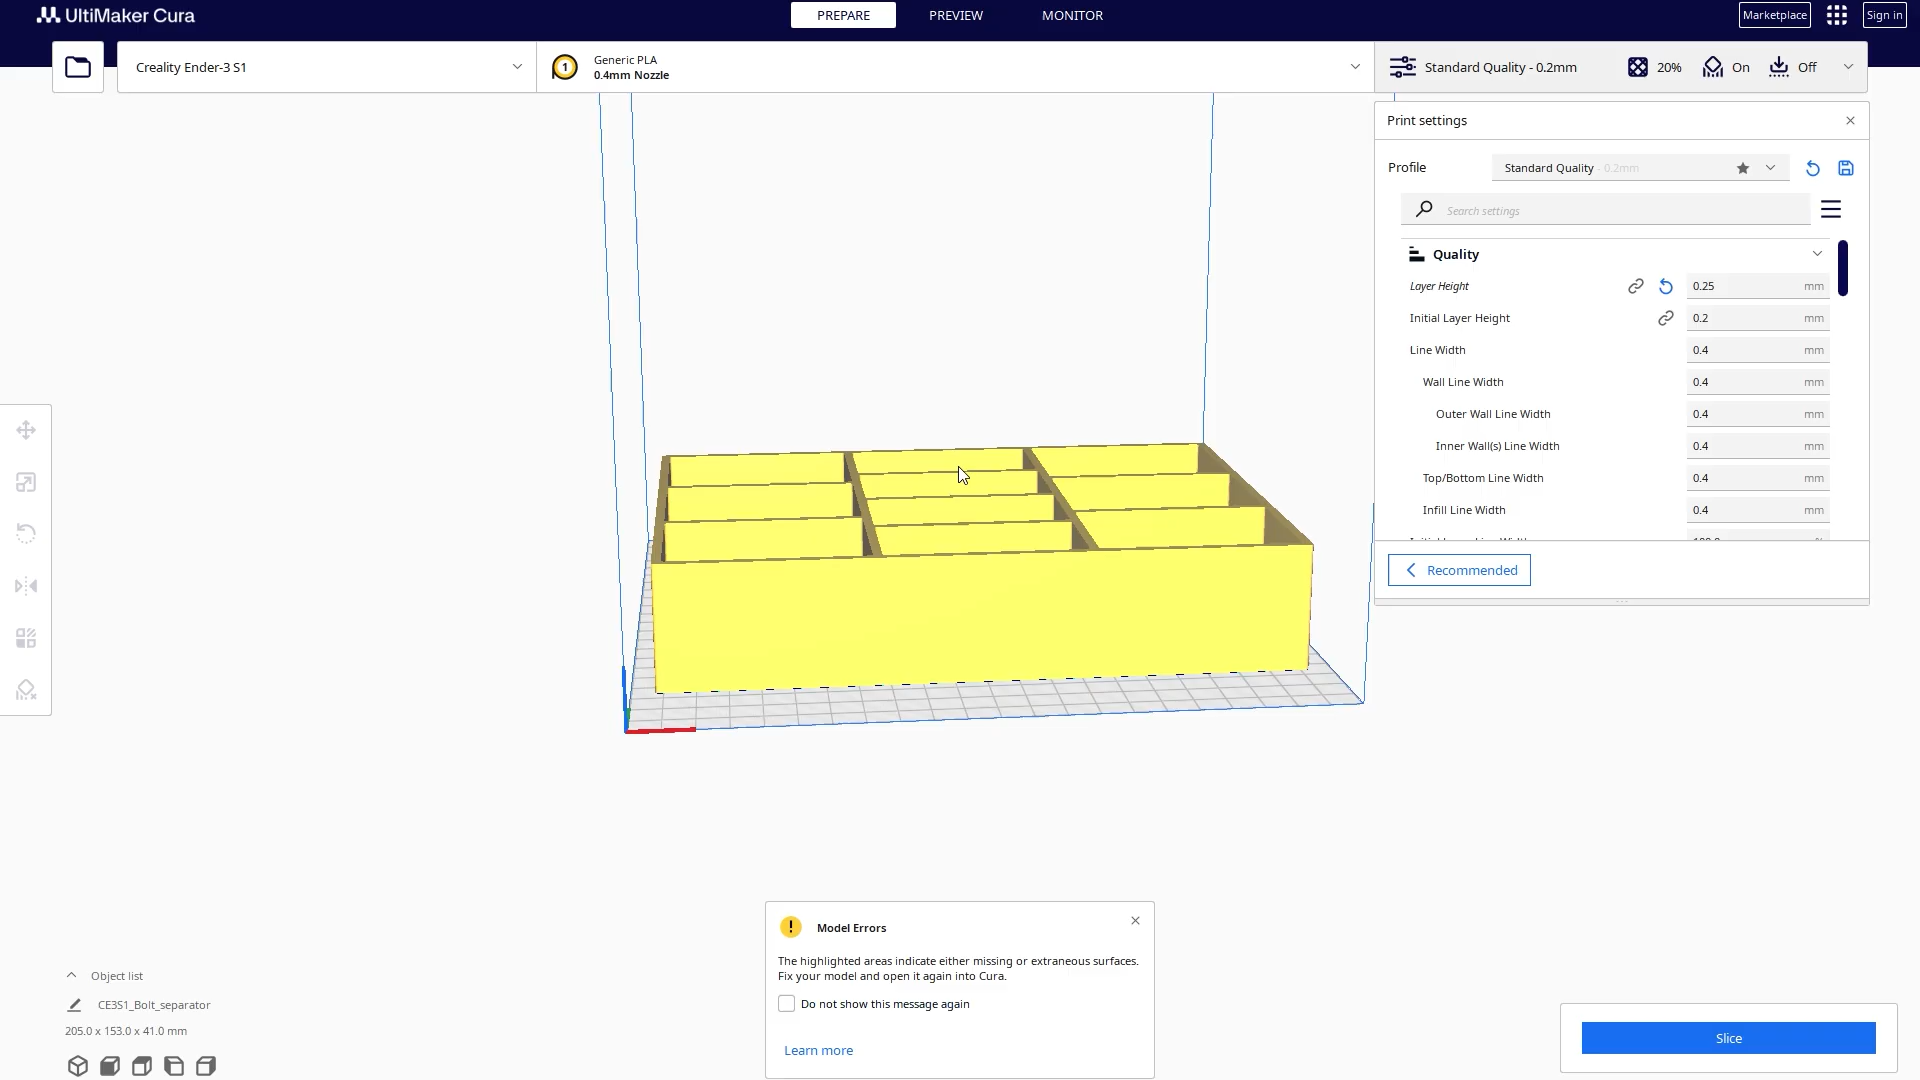 UltiMaker Cura
PREPARE
PREVIEW
MONITOR
Marketplace
Sign in
Creality Ender-3 S1
1
Generic PLA
0.4mm Nozzle
Standard Quality - 0.2mm
20%
On
Off
Print settings
Profile
Standard Quality - 0.2mm
Search settings
Quality
Layer Height
0.25 mm
Initial Layer Height
0.2 mm
Line Width
0.4 mm
Wall Line Width
0.4 mm
Outer Wall Line Width
0.4 mm
Inner Wall(s) Line Width
0.4 mm
Top/Bottom Line Width
0.4 mm
Infill Line Width
0.4 mm
Recommended
Model Errors
The highlighted areas indicate either missing or extraneous surfaces.
Fix your model and open it again into Cura.
Do not show this message again
Learn more
Object list
CE3S1_Bolt_separator
205.0 x 153.0 x 41.0 mm
Slice